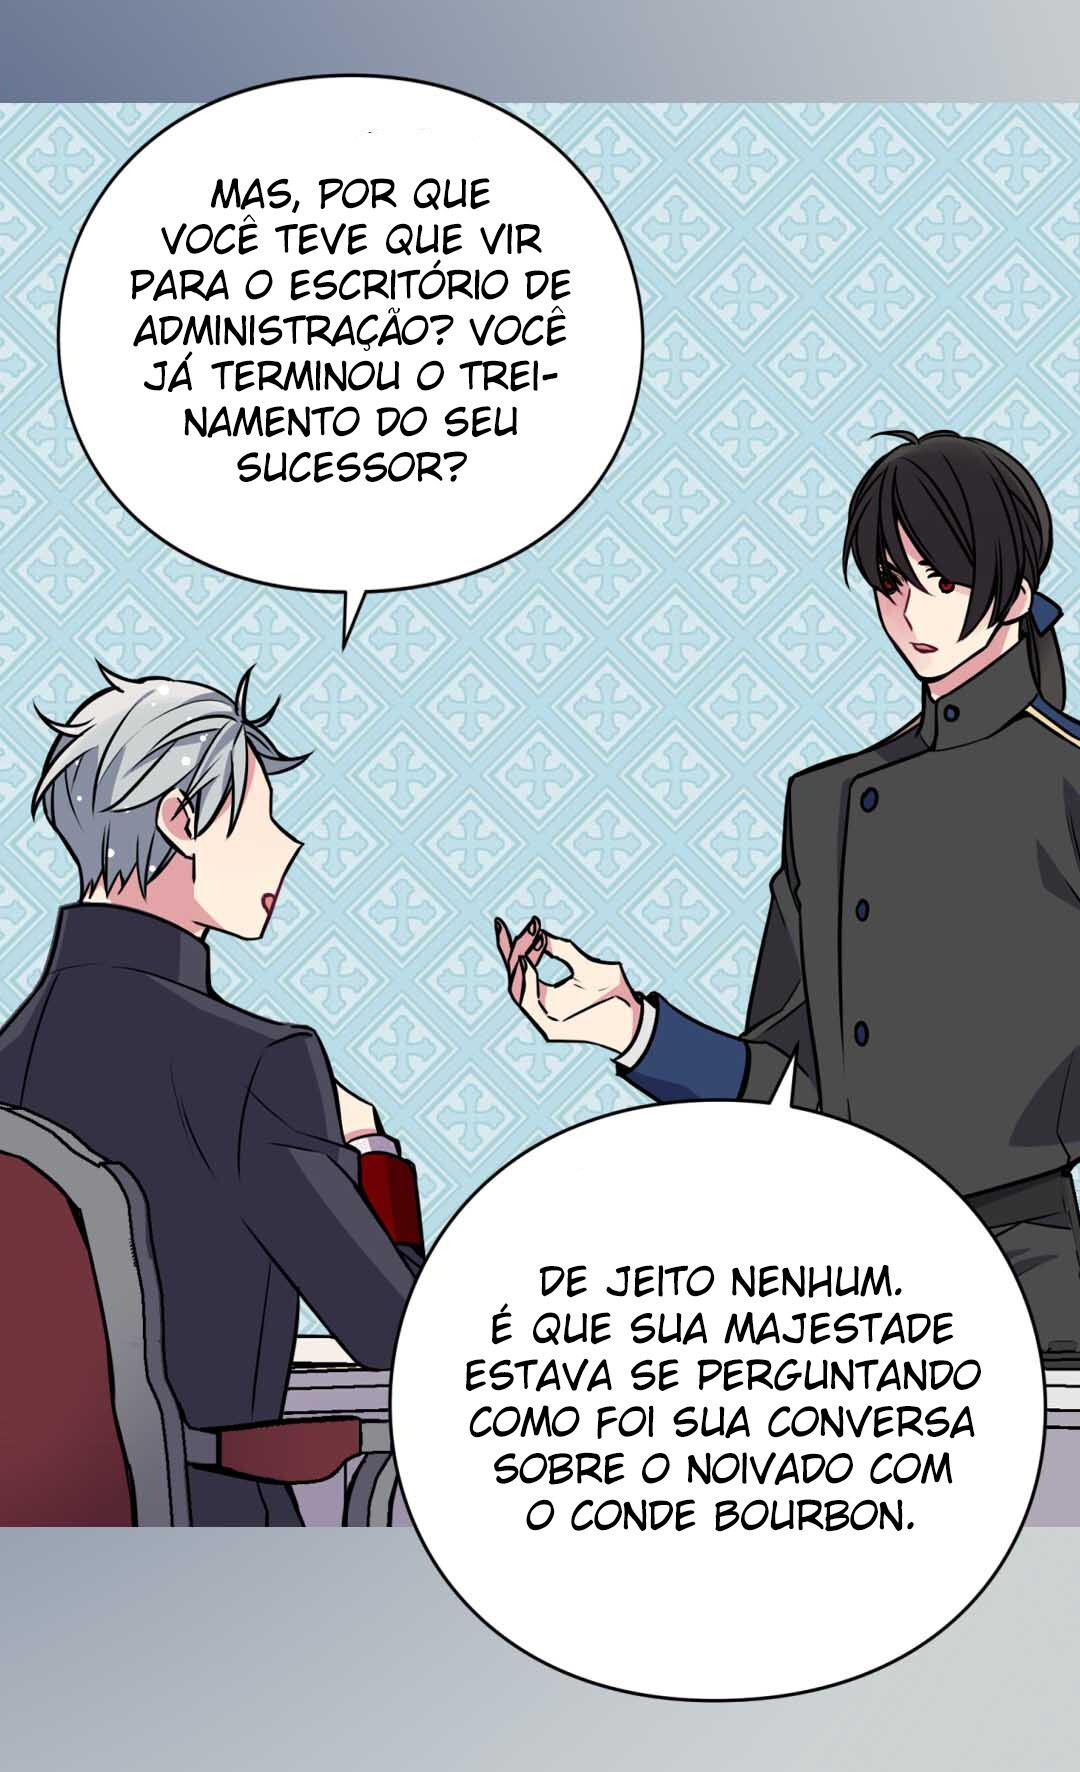 MAS, POR QUE
VOCÊ TEVE QUE VIR
PARA O ESCRITÓRIO DE
ADMINISTRAÇÃO? VOCÊ
JÁ TERMINOU O TREI-
NAMENTO DO SEU
SUCESSOR?
DE JEITO NENHUM.
É QUE SUA MAJESTADE
ESTAVA SE PERGUNTANDO
COMO FOI SUA CONVERSA
SOBRE O NOIVADO COM
O CONDE BOURBON.